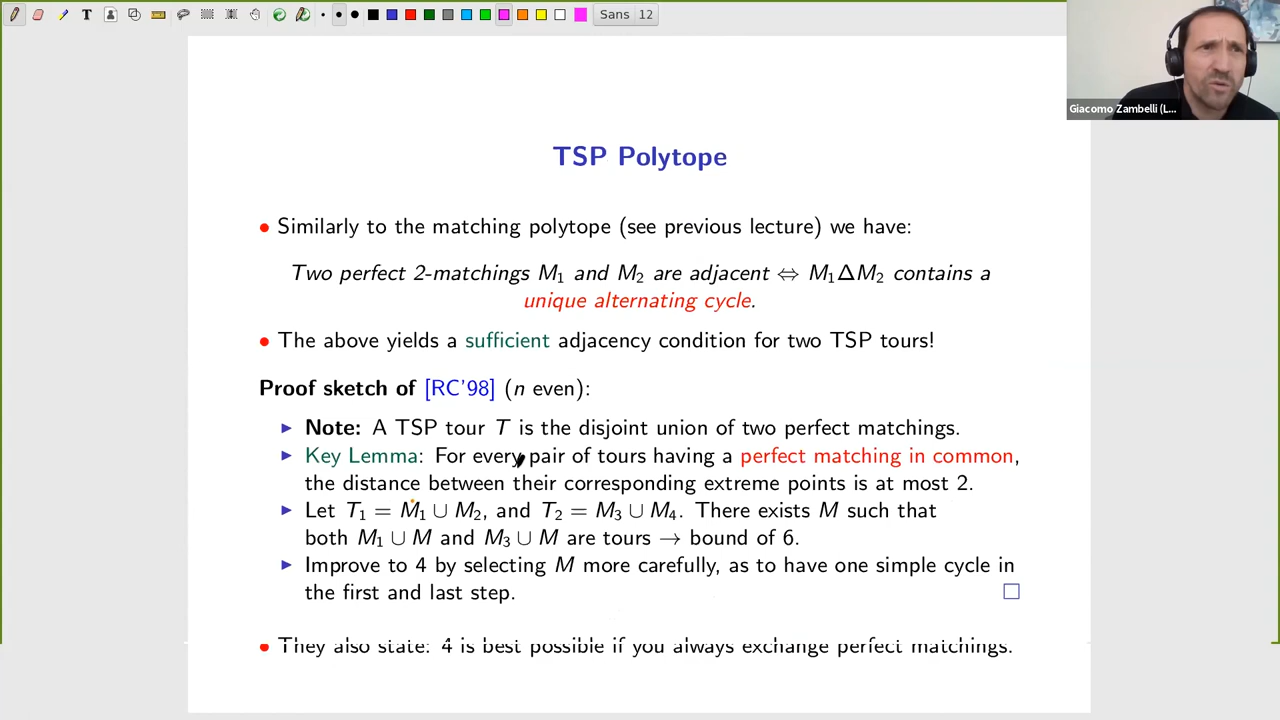 Sans 12
Giacomo Zambelli (L...
TSP Polytope
• Similarly to the matching polytope (see previous lecture) we have:
Two perfect 2-matchings M₁ and M₂ are adjacent ⇔ M₁ΔM₂ contains a
unique alternating cycle.
• The above yields a sufficient adjacency condition for two TSP tours!
Proof sketch of [RC'98] (n even):
▶ Note: A TSP tour T is the disjoint union of two perfect matchings.
▶ Key Lemma: For every pair of tours having a perfect matching in common,
the distance between their corresponding extreme points is at most 2.
▶ Let T₁ = M₁ ∪ M₂, and T₂ = M₃ ∪ M₄. There exists M such that
both M₁ ∪ M and M₃ ∪ M are tours → bound of 6.
▶ Improve to 4 by selecting M more carefully, as to have one simple cycle in
the first and last step. □
• They also state: 4 is best possible if you always exchange perfect matchings.